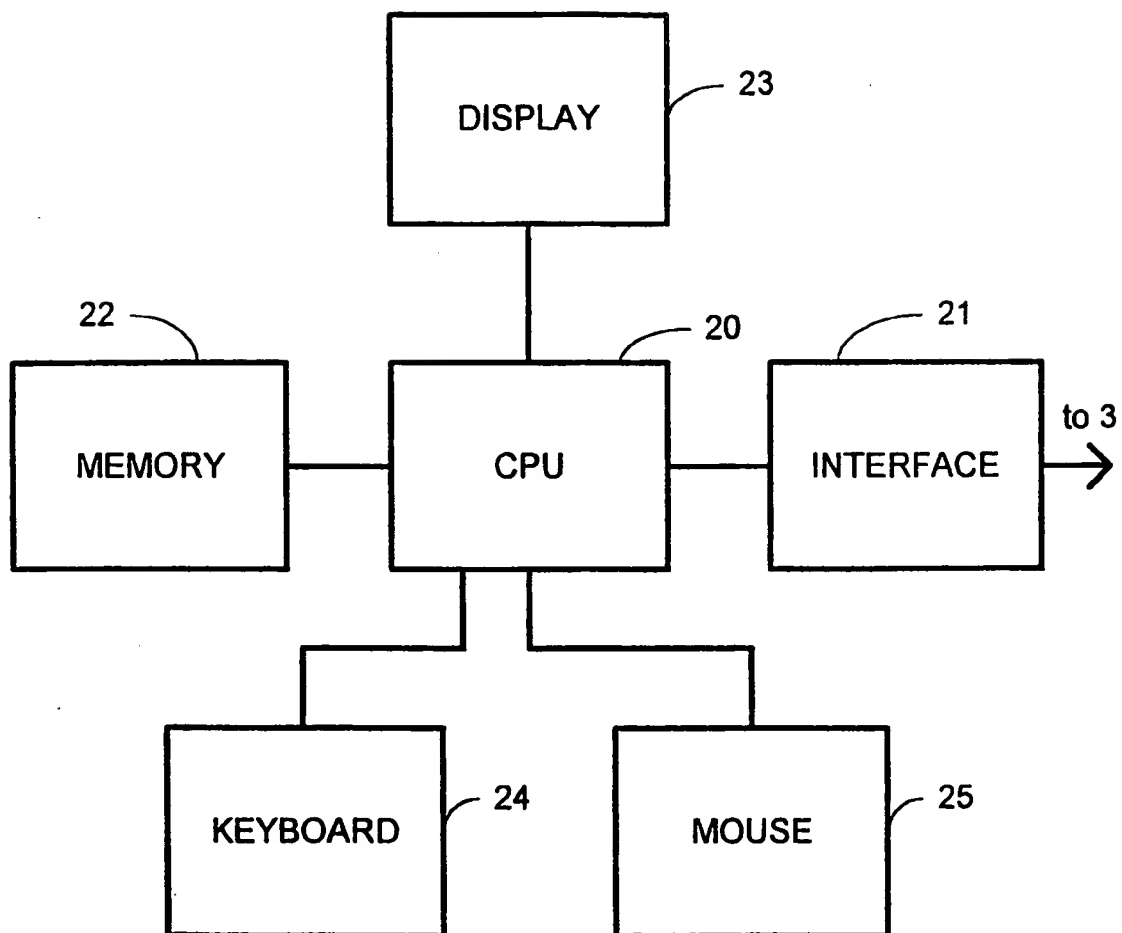 23
DISPLAY
22
20
21
to 3
MEMORY
CPU
INTERFACE
24
25
KEYBOARD
MOUSE